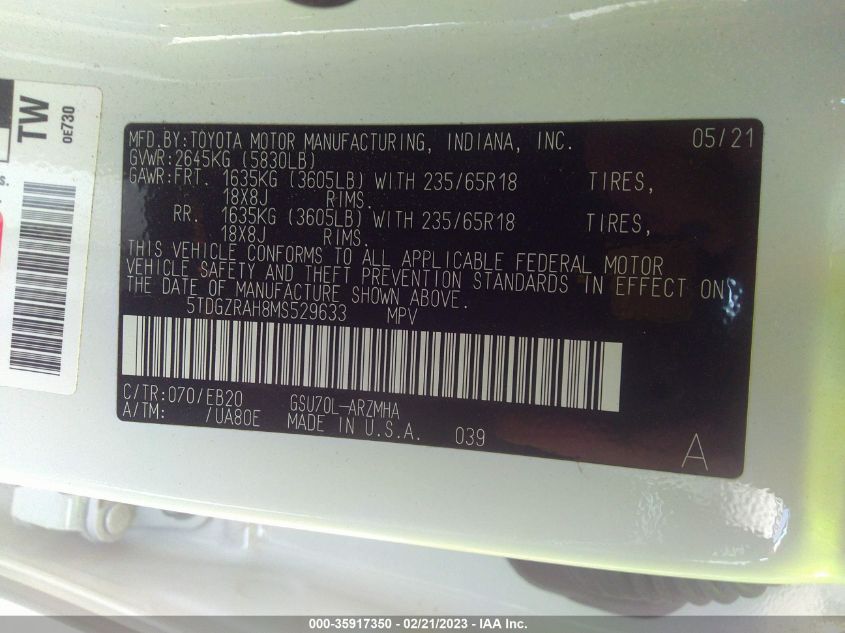 TW
0E730
s.
MFD.BY:TOYOTA MOTOR MANUFACTURING, INDIANA, INC. 05/21
GVWR:2645KG (5830LB)
GAWR:FRT. 1635KG (3605LB) WITH 235/65R18 TIRES,
18X8J RIMS.
RR. 1635KG (3605LB) WITH 235/65R18 TIRES,
18X8J RIMS.
THIS VEHICLE CONFORMS TO ALL APPLICABLE FEDERAL MOTOR
VEHICLE SAFETY AND THEFT PREVENTION STANDARDS IN EFFECT ON
THE DATE OF MANUFACTURE SHOWN ABOVE.
5TDGZRAH8MS529633 MPV
C/TR:070/EB20 GSU70L-ARZMHA
A/TM: /UA80E MADE IN U.S.A. 039
A
000-35917350 - 02/21/2023 - IAA Inc.